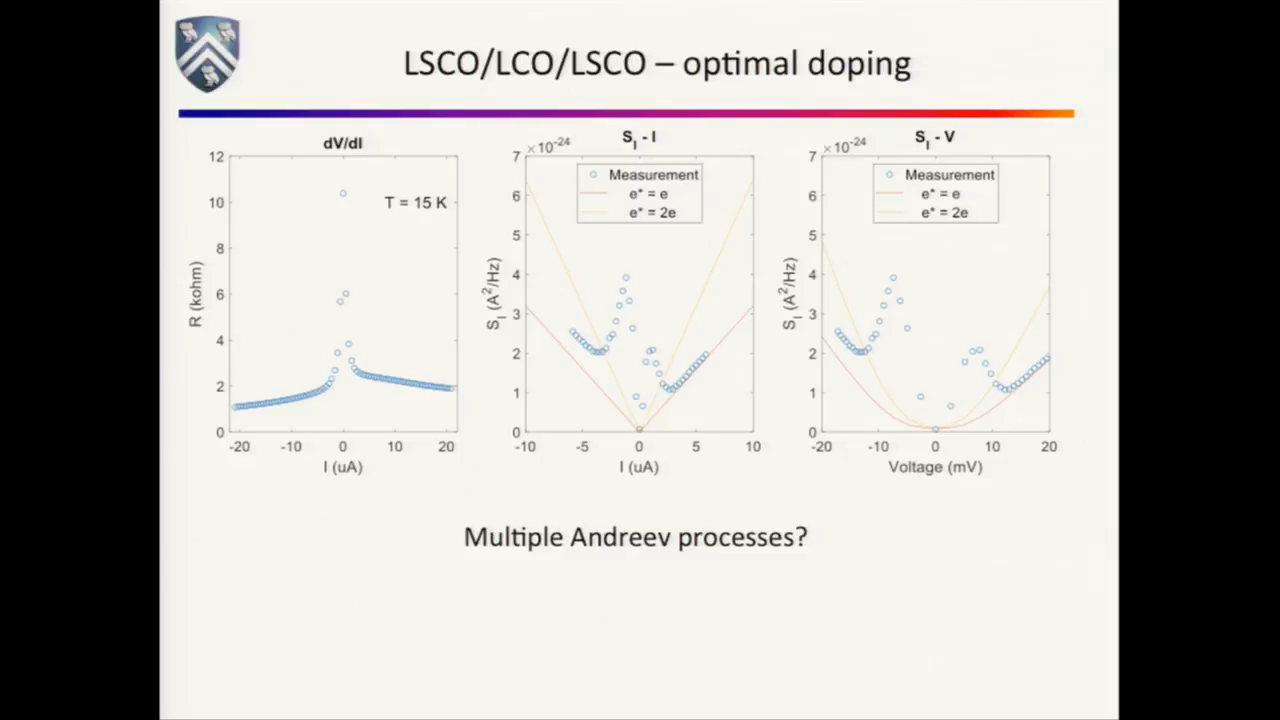 LSCO/LCO/LSCO – optimal doping
dV/dI
12
10
8
6
4
2
0
R (kohm)
T = 15 K
-20 -10 0 10 20
I (uA)
S_I - I
×10^-24
7
6
5
4
3
2
1
0
S_I (A^2/Hz)
Measurement
e* = e
e* = 2e
-10 -5 0 5 10
I (uA)
S_I - V
×10^-24
7
6
5
4
3
2
1
0
S_I (A^2/Hz)
Measurement
e* = e
e* = 2e
-20 -10 0 10 20
Voltage (mV)
Multiple Andreev processes?